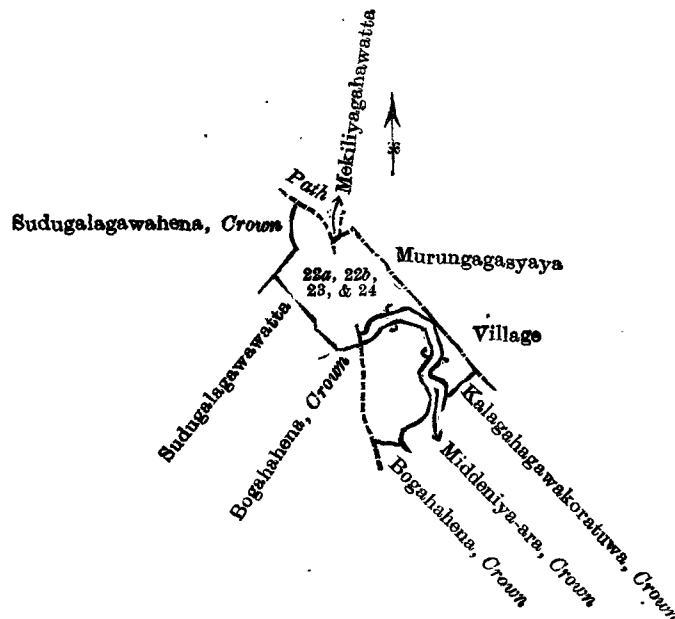 Mekiliyagahawatta
Path
Sudugalagawahena, Crown
i
Murungagasyaya
22a, 22b,
23, & 24
Village
Sudugalagawawatta
Bogahahena, Crown
Bogahahena, Crown
Middeniya-ara, Crown
Kalagahagawakoratuwa, Crown